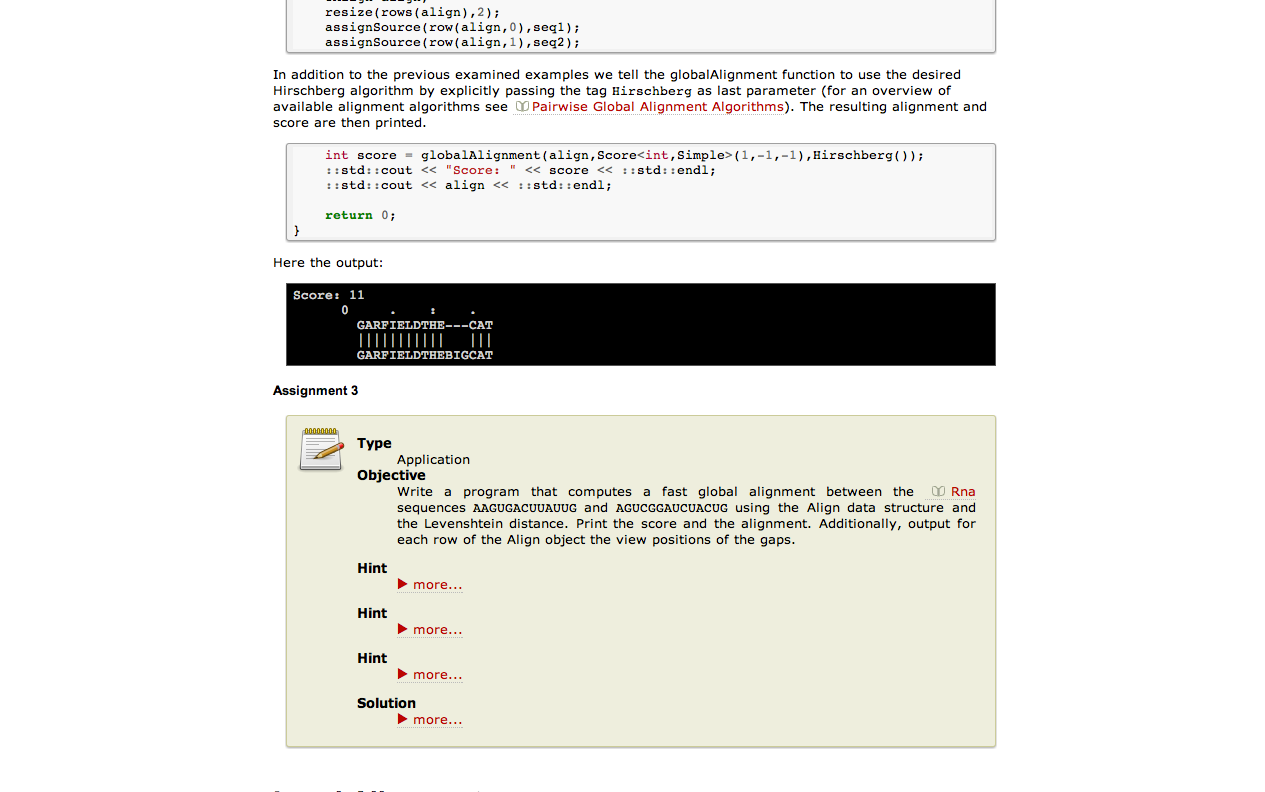 resize(rows(align),2);
assignSource(row(align,0),seq1);
assignSource(row(align,1),seq2);
In addition to the previous examined examples we tell the globalAlignment function to use the desired
Hirschberg algorithm by explicitly passing the tag Hirschberg as last parameter (for an overview of
available alignment algorithms see Pairwise Global Alignment Algorithms). The resulting alignment and
score are then printed.
int score = globalAlignment(align,Score<int,Simple>(1,-1,-1),Hirschberg());
::std::cout << "Score: " << score << ::std::endl;
::std::cout << align << ::std::endl;
return 0;
}
Here the output:
Score: 11
0     .    :    .
GARFIELDTHE---CAT
|||||||||||   |||
GARFIELDTHEBIGCAT
Assignment 3
Type
Application
Objective
Write a program that computes a fast global alignment between the Rna
sequences AAGUGACUUAUUG and AGUCGGAUCUACUG using the Align data structure and
the Levenshtein distance. Print the score and the alignment. Additionally, output for
each row of the Align object the view positions of the gaps.
Hint
more...
Hint
more...
Hint
more...
Solution
more...